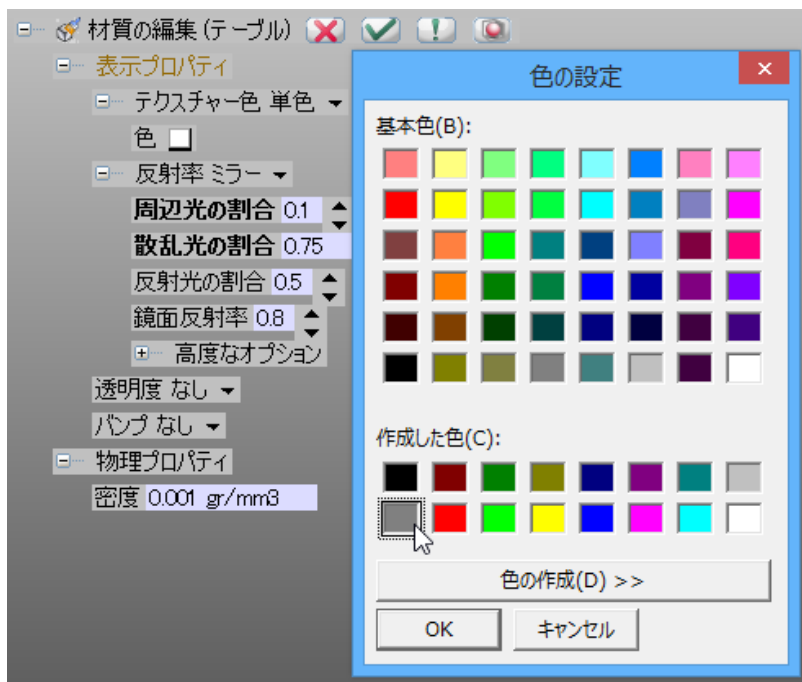 材質の編集 (テーブル)
表示プロパティ
テクスチャー色 単色
色
反射率 ミラー
周辺光の割合 0.1
散乱光の割合 0.75
反射光の割合 0.5
鏡面反射率 0.8
高度なオプション
透明度 なし
バンプ なし
物理プロパティ
密度 0.001 gr/mm3
色の設定
基本色(B):
作成した色(C):
色の作成(D) >>
OK キャンセル